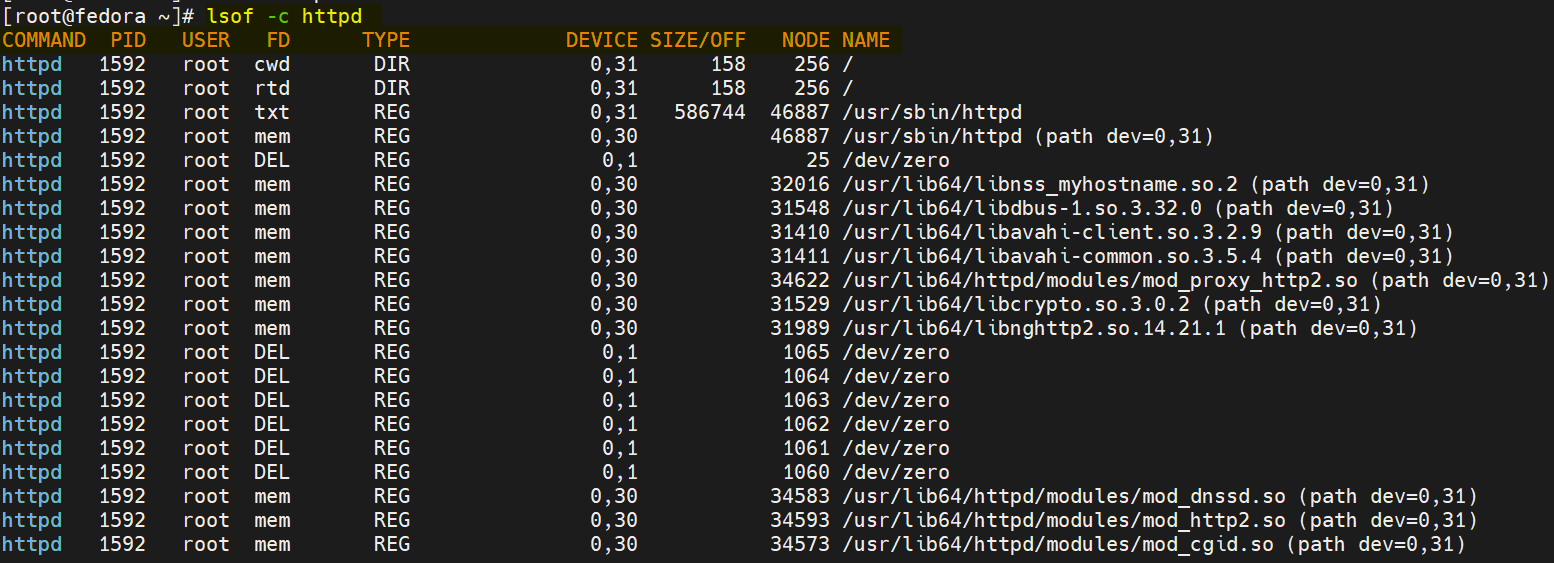 [root@fedora ~]# lsof -c httpd
COMMAND  PID   USER   FD      TYPE             DEVICE SIZE/OFF   NODE NAME
httpd   1592   root  cwd       DIR               0,31      158    256 /
httpd   1592   root  rtd       DIR               0,31      158    256 /
httpd   1592   root  txt       REG               0,31   586744  46887 /usr/sbin/httpd
httpd   1592   root  mem       REG               0,30           46887 /usr/sbin/httpd (path dev=0,31)
httpd   1592   root  DEL       REG                0,1              25 /dev/zero
httpd   1592   root  mem       REG               0,30           32016 /usr/lib64/libnss_myhostname.so.2 (path dev=0,31)
httpd   1592   root  mem       REG               0,30           31548 /usr/lib64/libdbus-1.so.3.32.0 (path dev=0,31)
httpd   1592   root  mem       REG               0,30           31410 /usr/lib64/libavahi-client.so.3.2.9 (path dev=0,31)
httpd   1592   root  mem       REG               0,30           31411 /usr/lib64/libavahi-common.so.3.5.4 (path dev=0,31)
httpd   1592   root  mem       REG               0,30           34622 /usr/lib64/httpd/modules/mod_proxy_http2.so (path dev=0,31)
httpd   1592   root  mem       REG               0,30           31529 /usr/lib64/libcrypto.so.3.0.2 (path dev=0,31)
httpd   1592   root  mem       REG               0,30           31989 /usr/lib64/libnghttp2.so.14.21.1 (path dev=0,31)
httpd   1592   root  DEL       REG                0,1            1065 /dev/zero
httpd   1592   root  DEL       REG                0,1            1064 /dev/zero
httpd   1592   root  DEL       REG                0,1            1063 /dev/zero
httpd   1592   root  DEL       REG                0,1            1062 /dev/zero
httpd   1592   root  DEL       REG                0,1            1061 /dev/zero
httpd   1592   root  DEL       REG                0,1            1060 /dev/zero
httpd   1592   root  mem       REG               0,30           34583 /usr/lib64/httpd/modules/mod_dnssd.so (path dev=0,31)
httpd   1592   root  mem       REG               0,30           34593 /usr/lib64/httpd/modules/mod_http2.so (path dev=0,31)
httpd   1592   root  mem       REG               0,30           34573 /usr/lib64/httpd/modules/mod_cgid.so (path dev=0,31)